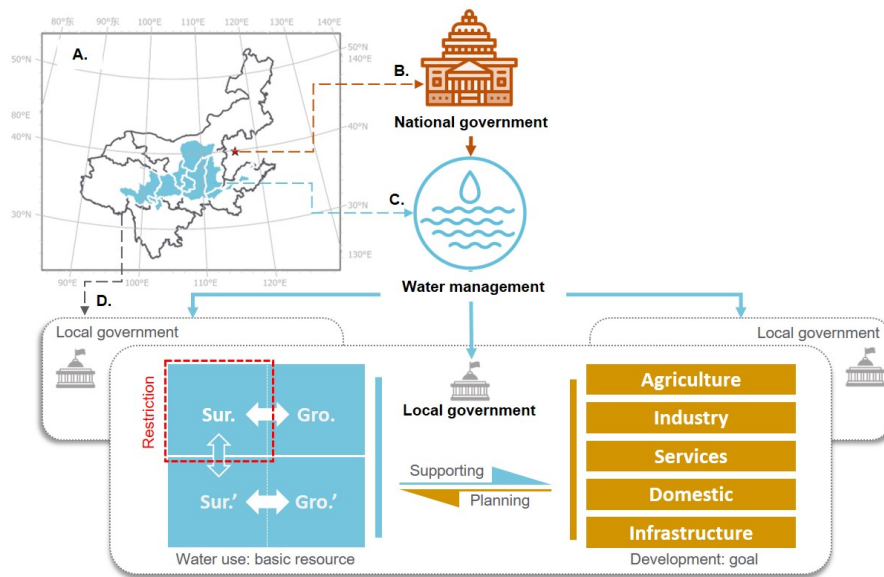 80°东 90°东 100°E 110°E 120°E 130°E 140°E
A.
50°N
50°N
140°E
B.
80°E
40°N
40°N
National government
30°N
30°N
C.
130°E
90°E 100°E 110°E 120°E
D.
Water management
Local government
Local government
Restriction
Sur. Gro.
Sur.’ Gro.’
Local government
Supporting
Planning
Agriculture
Industry
Services
Domestic
Infrastructure
Water use: basic resource
Development: goal